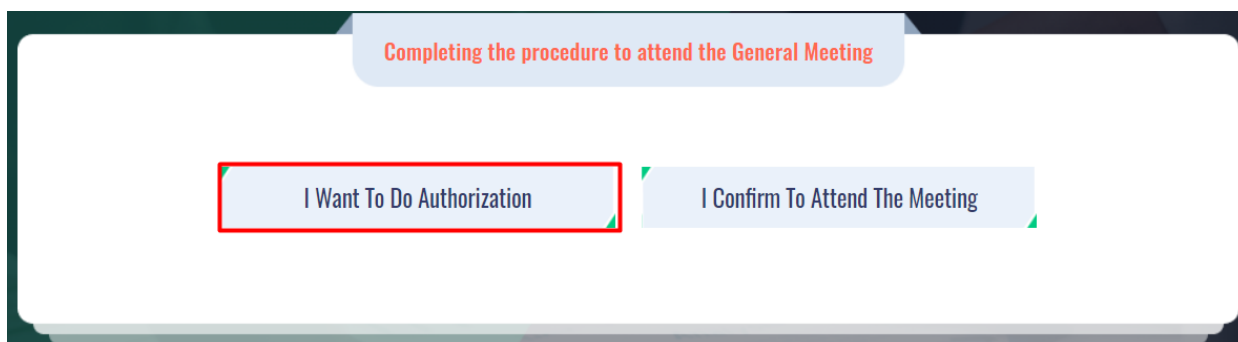 Completing the procedure to attend the General Meeting
I Want To Do Authorization
I Confirm To Attend The Meeting